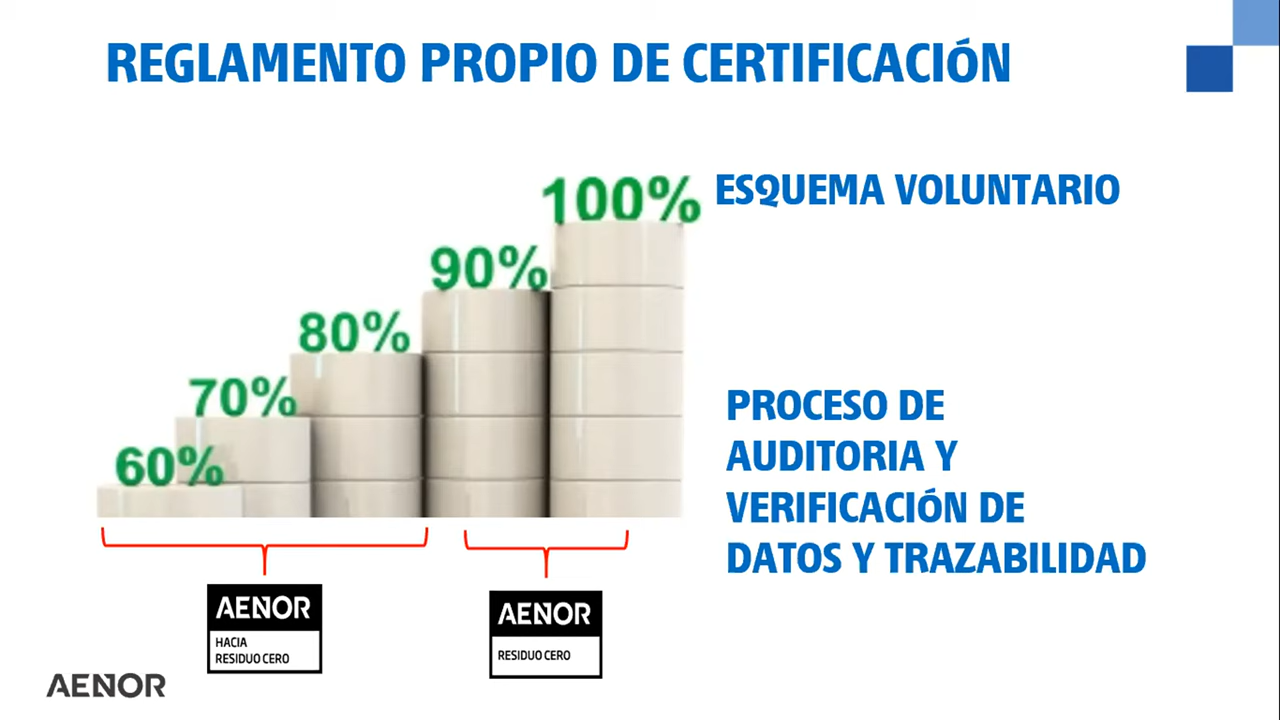 REGLAMENTO PROPIO DE CERTIFICACIÓN
100%
ESQUEMA VOLUNTARIO
90%
80%
70%
60%
PROCESO DE
AUDITORIA Y
VERIFICACIÓN DE
DATOS Y TRAZABILIDAD
AENOR
HACIA
RESIDUO CERO
AENOR
RESIDUO CERO
AENOR